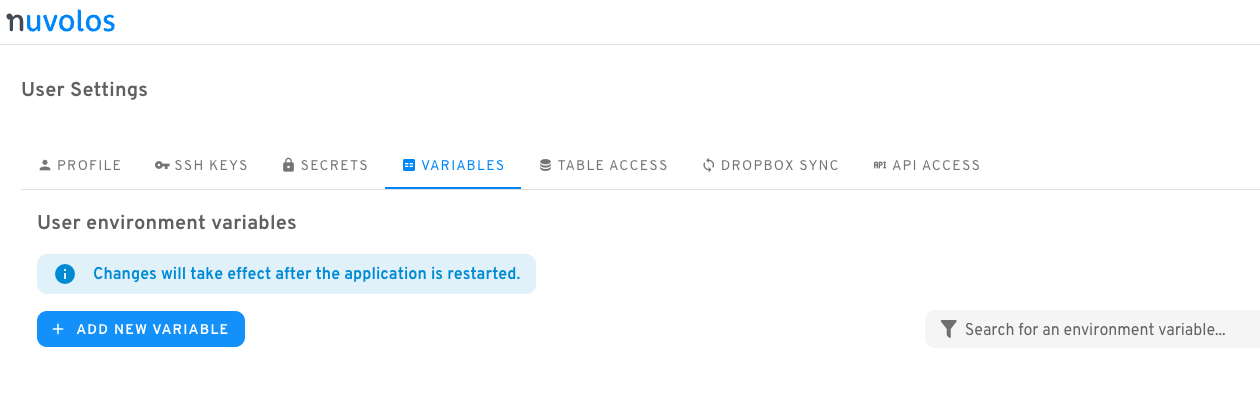 nuvolos
User Settings
PROFILE SSH KEYS SECRETS VARIABLES TABLE ACCESS DROPBOX SYNC API API ACCESS
User environment variables
Changes will take effect after the application is restarted.
+ ADD NEW VARIABLE
Search for an environment variable...